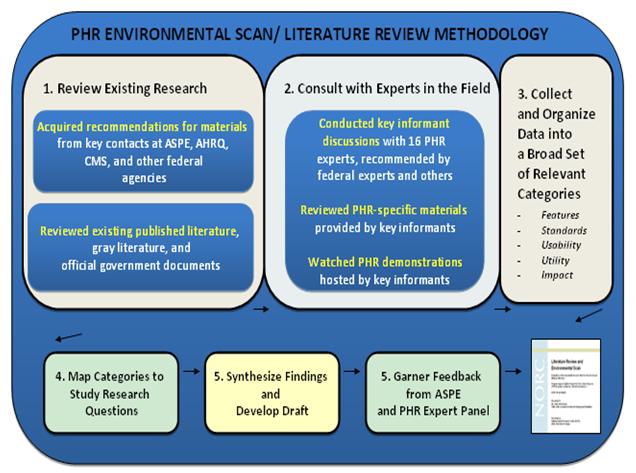 PHR ENVIRONMENTAL SCAN/ LITERATURE REVIEW METHODOLOGY
1. Review Existing Research
Acquired recommendations for materials
from key contacts at ASPE, AHRQ,
CMS, and other federal
agencies
Reviewed existing published literature,
gray literature, and
official government documents
2. Consult with Experts in the Field
Conducted key informant
discussions with 16 PHR
experts, recommended by
federal experts and others
Reviewed PHR-specific materials
provided by key informants
Watched PHR demonstrations
hosted by key informants
3. Collect
and Organize
Data into
a Broad Set
of Relevant
Categories
- Features
- Standards
- Usability
- Utility
- Impact
4. Map Categories to
Study Research
Questions
5. Synthesize Findings
and
Develop Draft
5. Garner Feedback
from ASPE
and PHR Expert Panel
NORC
Literature Review and
Environmental Scan